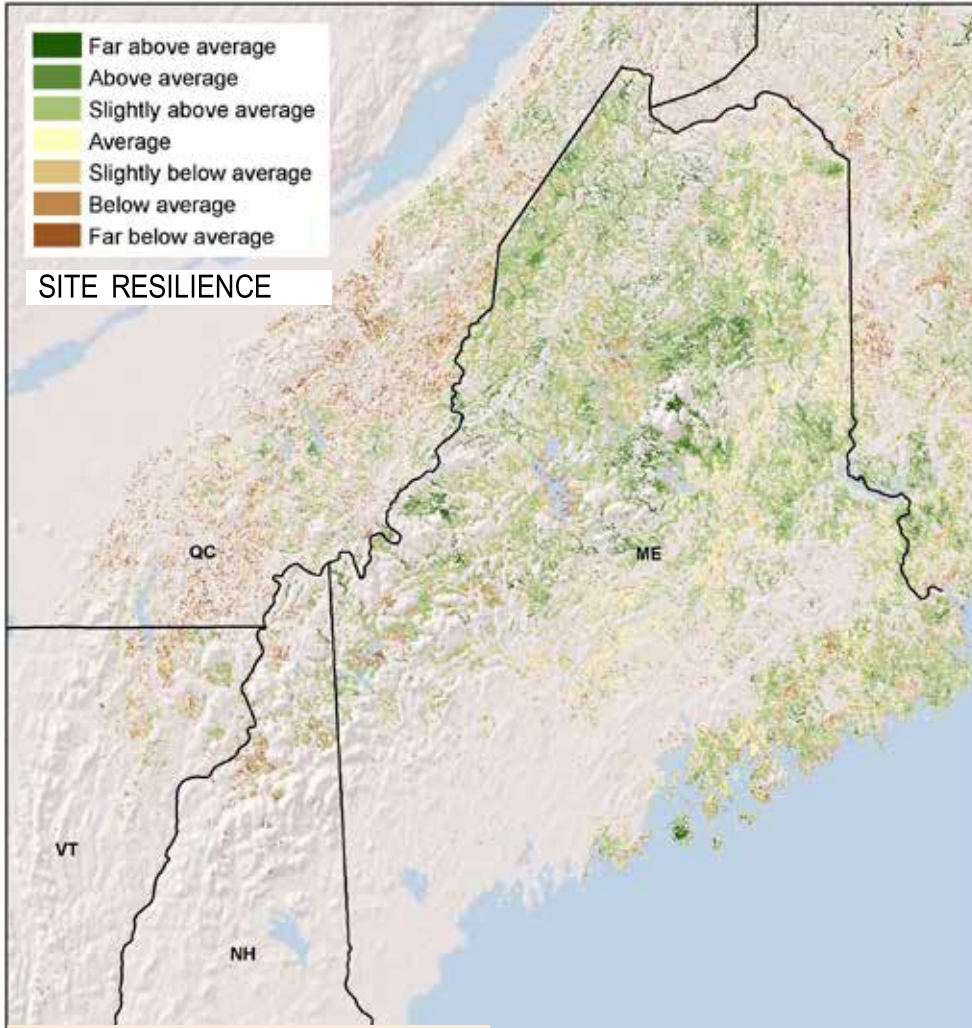 Far above average
Above average
Slightly above average
Average
Slightly below average
Below average
Far below average
SITE RESILIENCE
QC
ME
VT
NH